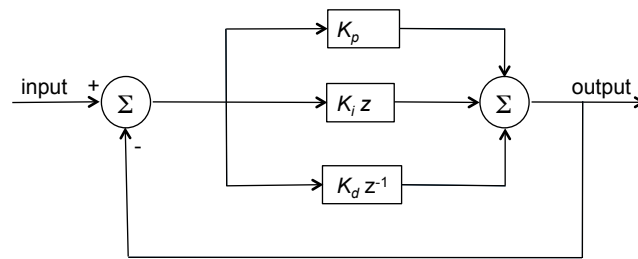 K_p
input
+
Σ
K_i z
Σ
output
-
K_d z⁻¹